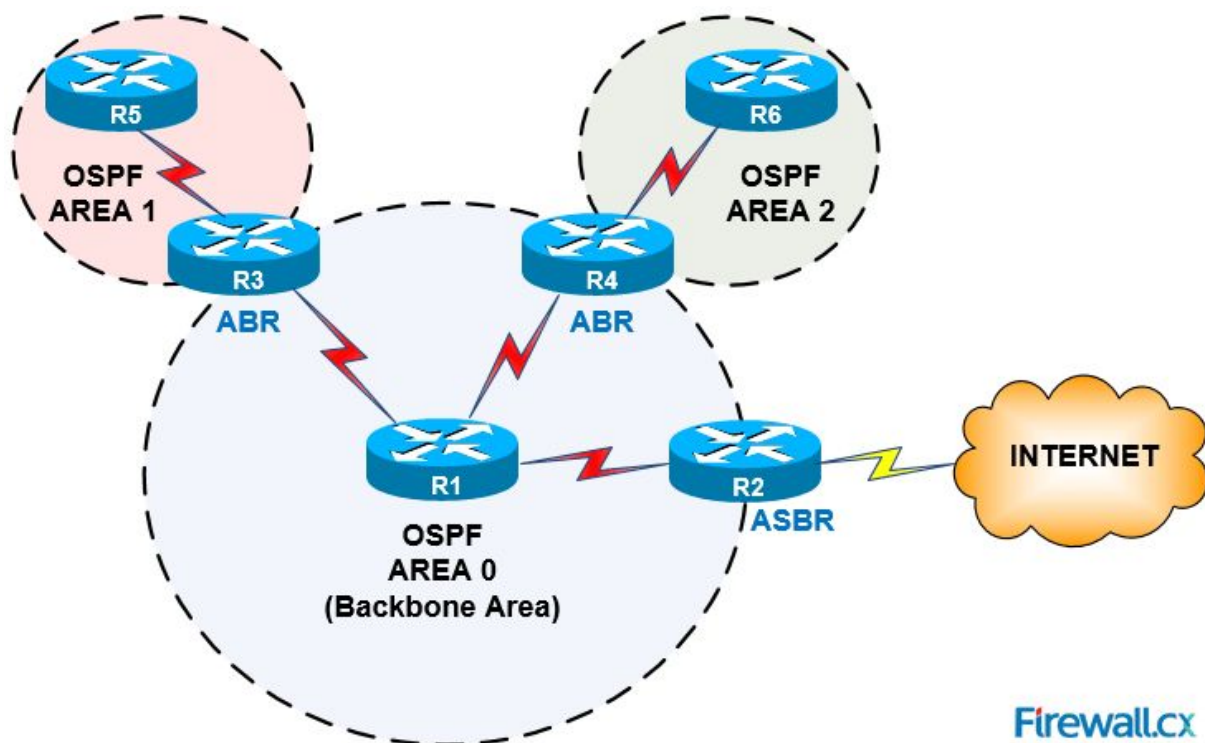 R5
OSPF
AREA 1
R3
ABR
R6
OSPF
AREA 2
R4
ABR
R1
OSPF
AREA 0
(Backbone Area)
R2
ASBR
INTERNET
Firewall.cx